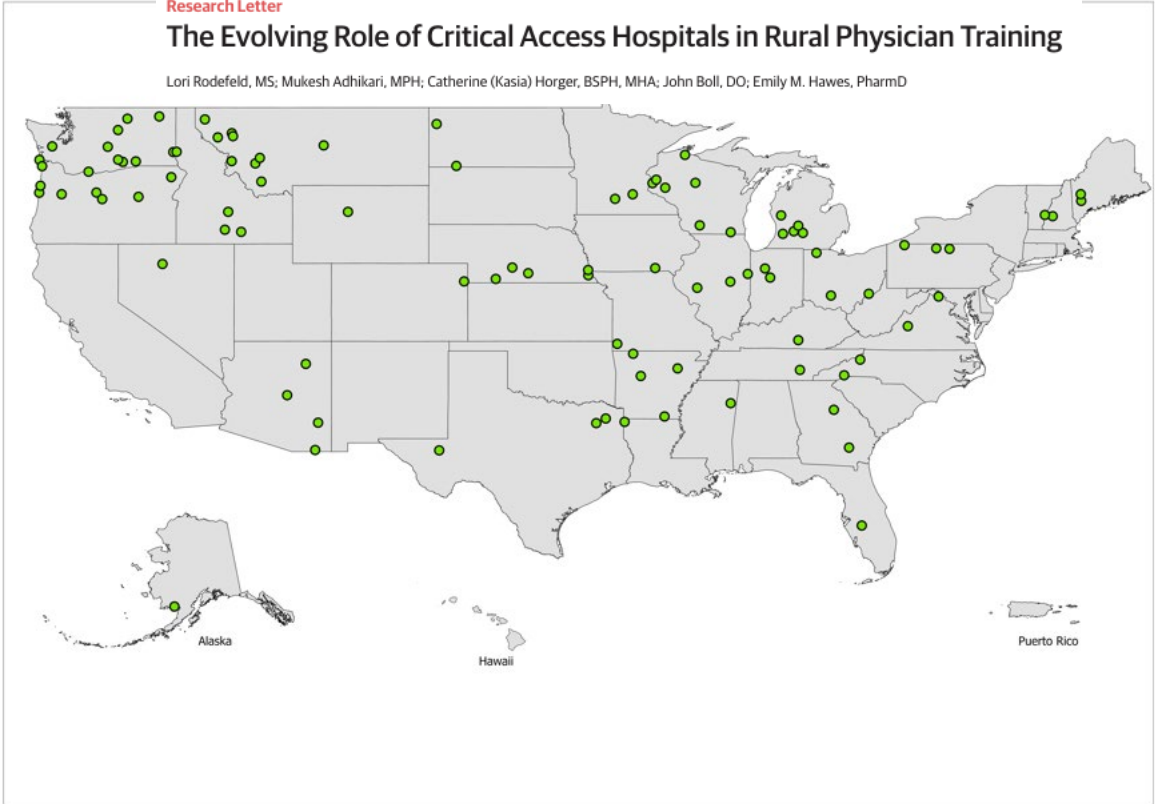 Research Letter
The Evolving Role of Critical Access Hospitals in Rural Physician Training
Lori Rodefeld, MS; Mukesh Adhikari, MPH; Catherine (Kasia) Horger, BSPH, MHA; John Boll, DO; Emily M. Hawes, PharmD
Alaska
Hawaii
Puerto Rico